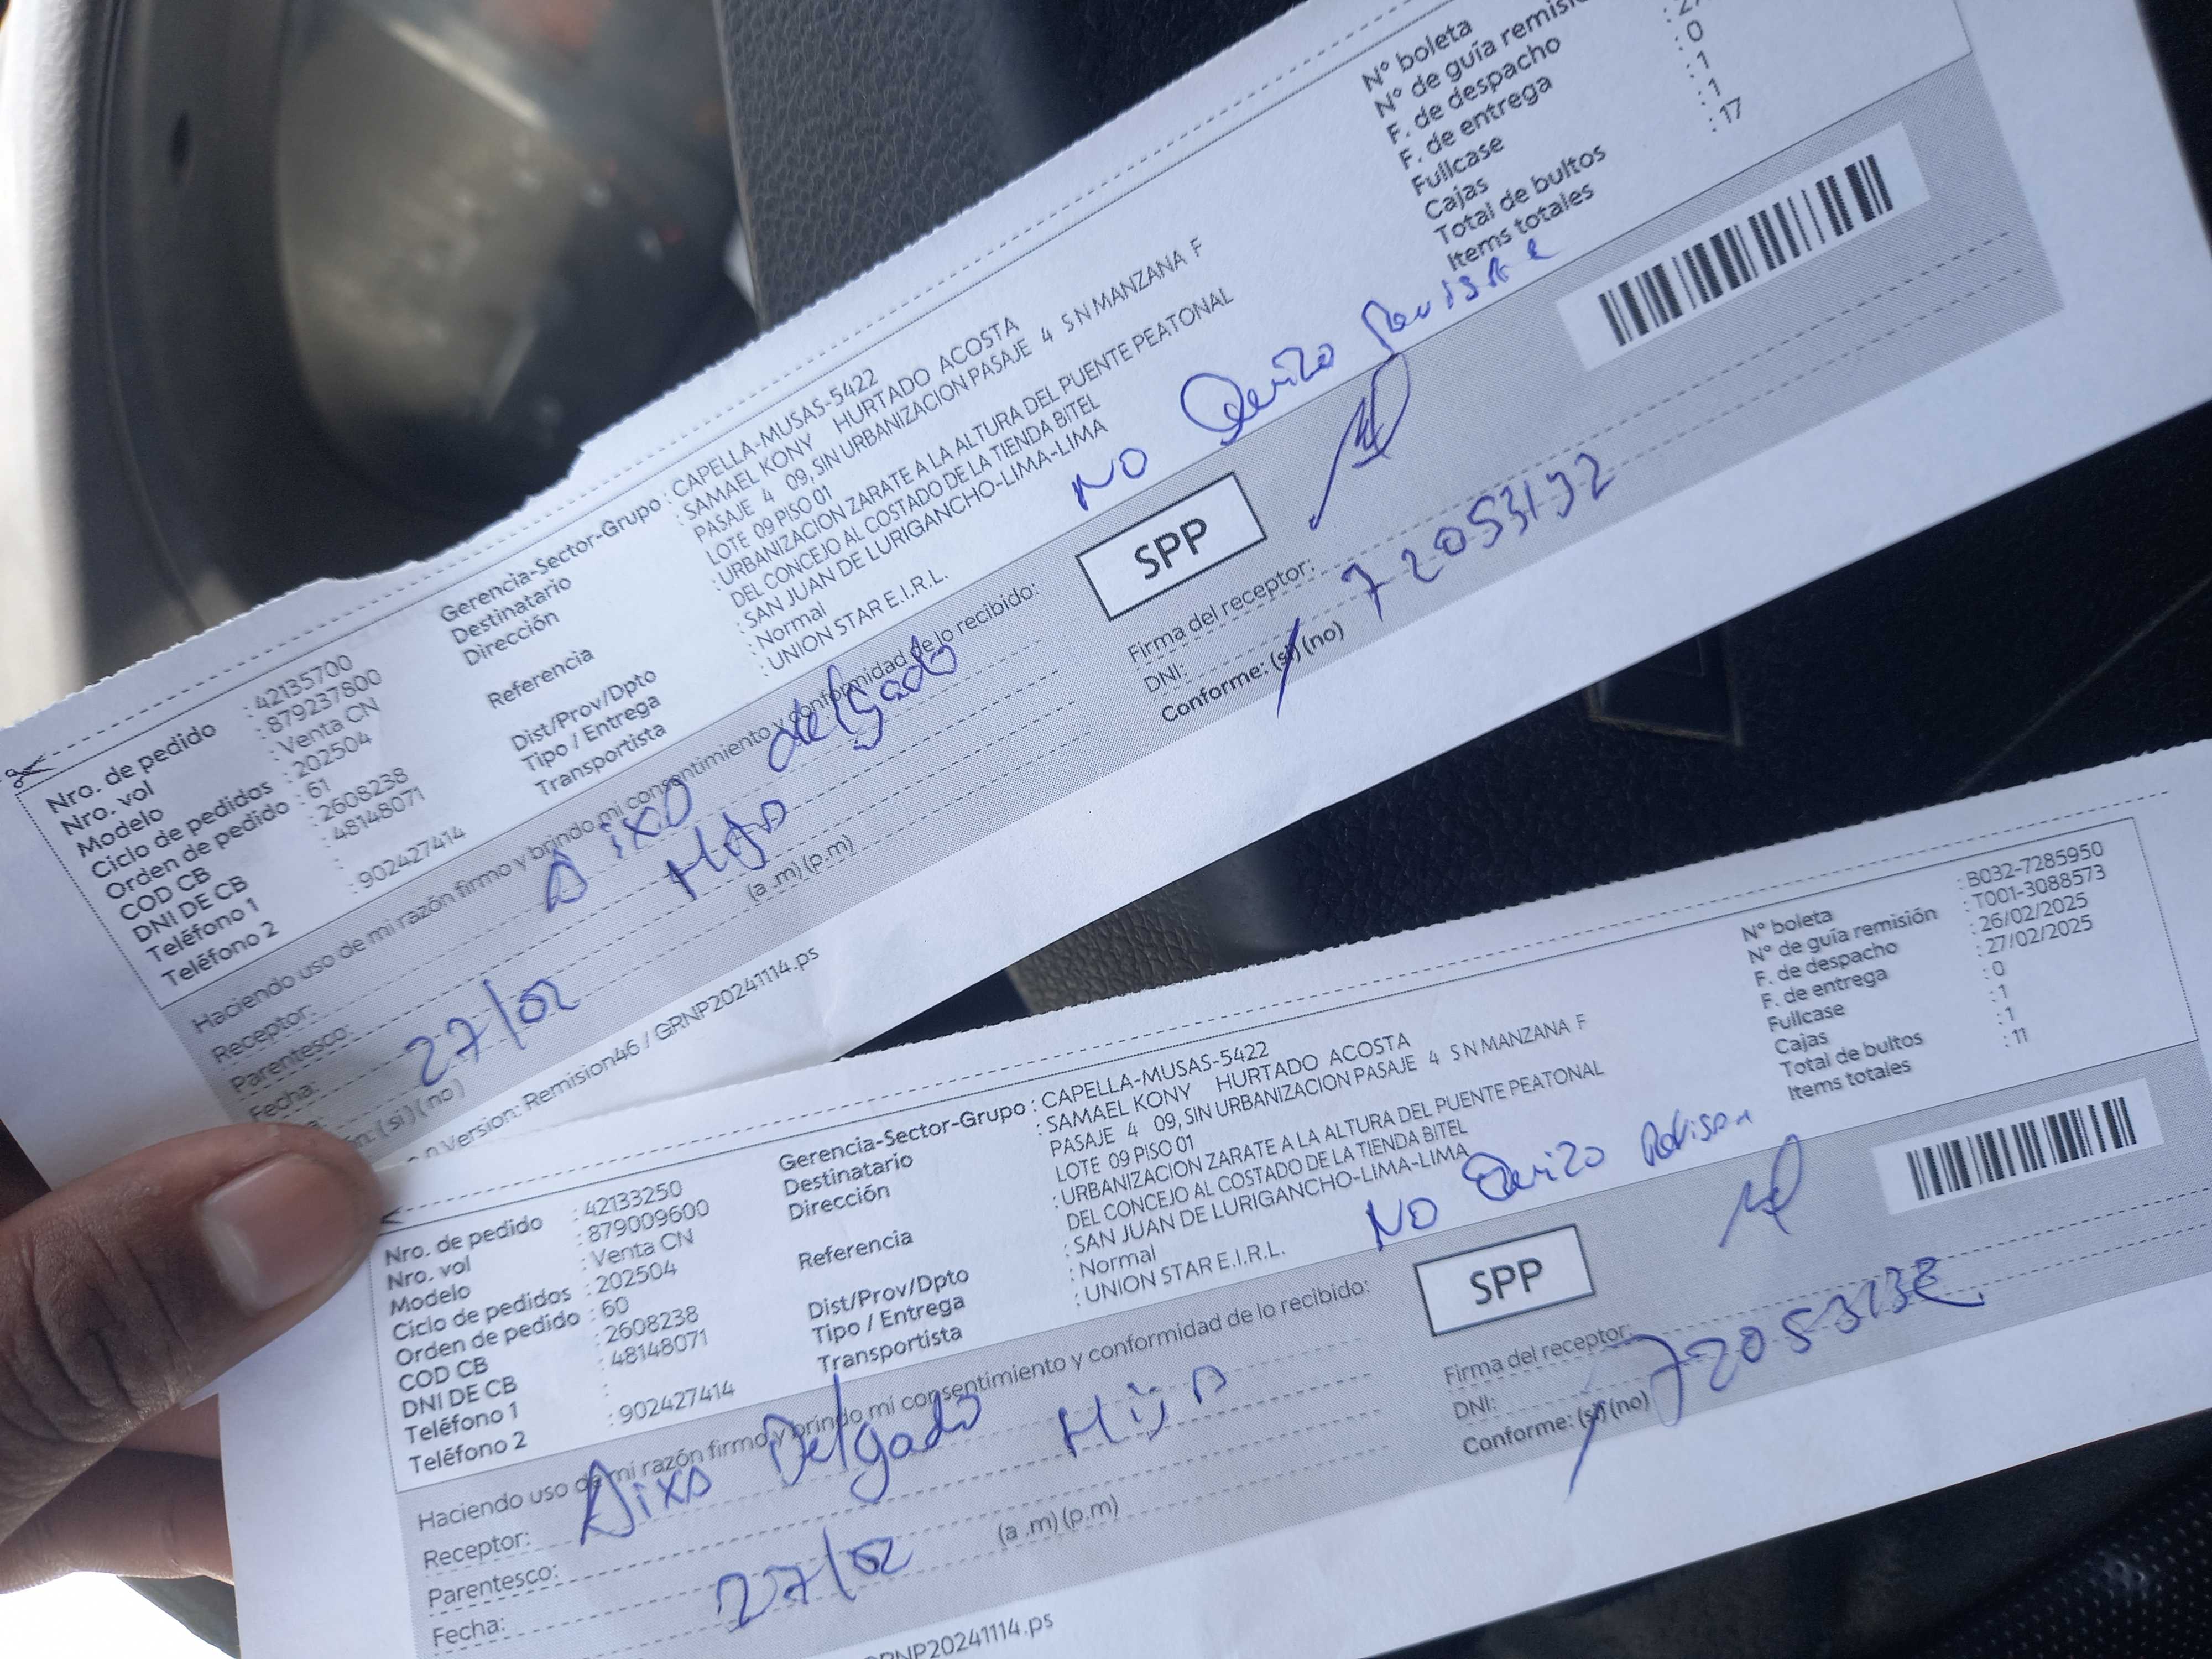 Nro. de pedido : 42135700
Nro. vol : 879237800
Modelo : Venta CN
Ciclo de pedidos : 202504
Orden de pedido : 61
COD CB : 2608238
DNI DE CB : 48148071
Teléfono 1 :
Teléfono 2 : 902427414
Gerencia-Sector-Grupo : CAPELLA-MUSAS-5422
Destinatario : SAMAEL KONY HURTADO ACOSTA
Dirección PASAJE 4 09, SIN URBANIZACION PASAJE 4 S N MANZANA F
LOTE 09 PISO 01
Referencia : URBANIZACION ZARATE A LA ALTURA DEL PUENTE PEATONAL
DEL CONCEJO AL COSTADO DE LA TIENDA BITEL
Dist/Prov/Dpto : SAN JUAN DE LURIGANCHO-LIMA-LIMA
Tipo / Entrega : Normal
Transportista : UNION STAR E.I.R.L.
N° boleta
N° de guía
F. de despacho
F. de entrega
Fullcase : 0
Cajas : 1
Total de bultos : 1
Items totales : 17
NO Quizo
Haciendo uso de mi razón firmo y brindo mi consentimiento y conformidad de lo recibido:
SPP
Receptor: delgado
Parentesco:
Fecha: 27/02 (a .m) (p.m)
(si) (no)
Firma del receptor:
DNI: 72053132
Conforme: (si) (no)
Version: Remision46 / GRNP20241114.ps
Nro. de pedido : 42133250
Nro. vol : 879009600
Modelo : Venta CN
Ciclo de pedidos : 202504
Orden de pedido : 60
COD CB : 2608238
DNI DE CB : 48148071
Teléfono 1 :
Teléfono 2 : 902427414
Gerencia-Sector-Grupo : CAPELLA-MUSAS-5422
Destinatario : SAMAEL KONY HURTADO ACOSTA
Dirección PASAJE 4 09, SIN URBANIZACION PASAJE 4 S N MANZANA F
LOTE 09 PISO 01
Referencia : URBANIZACION ZARATE A LA ALTURA DEL PUENTE PEATONAL
DEL CONCEJO AL COSTADO DE LA TIENDA BITEL
Dist/Prov/Dpto : SAN JUAN DE LURIGANCHO-LIMA-LIMA
Tipo / Entrega : Normal
Transportista : UNION STAR E.I.R.L.
N° boleta : B032-7285950
N° de guía remisión : T001-3088573
F. de despacho : 26/02/2025
F. de entrega : 27/02/2025
Fullcase : 0
Cajas : 1
Total de bultos : 1
Items totales : 11
NO Quizo
Haciendo uso de mi razón firmo y brindo mi consentimiento y conformidad de lo recibido:
SPP
Receptor: Delgado
Parentesco: Hija
Fecha: 27/02 (a .m) (p.m)
Firma del receptor:
DNI: 72053132
Conforme: (si) (no)
GRNP20241114.ps